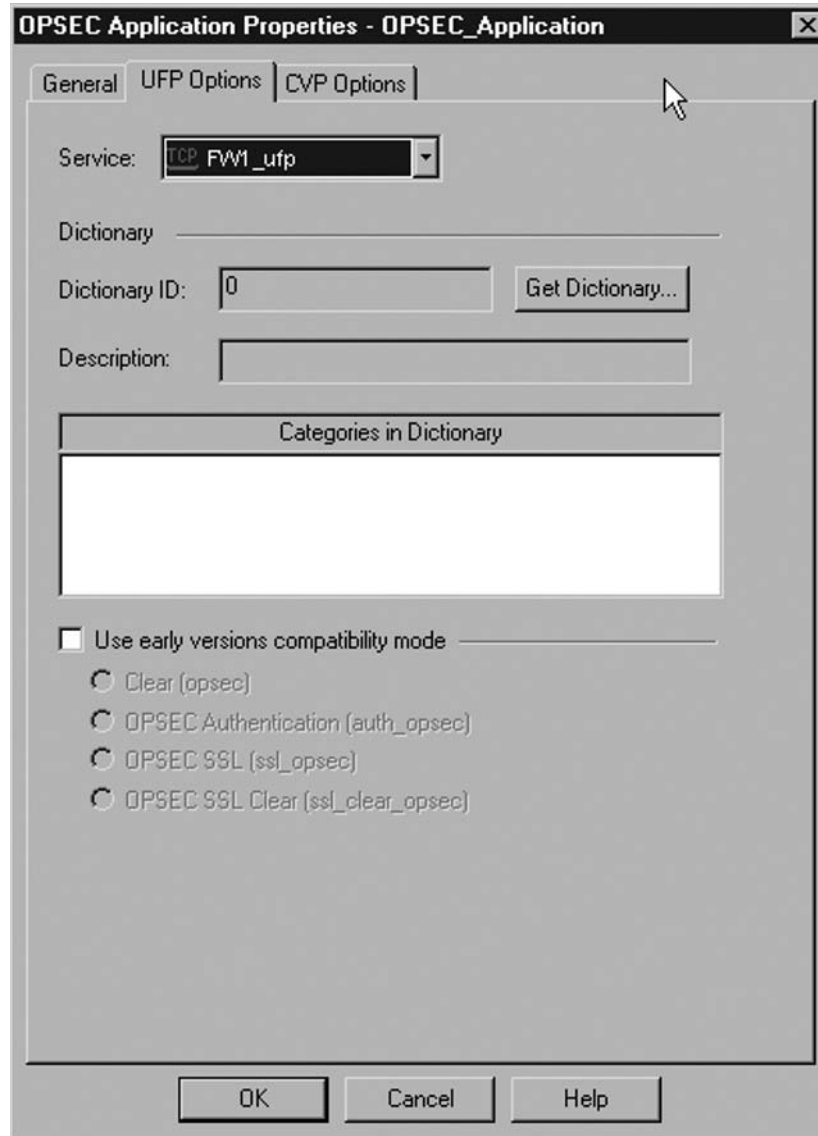 OPSEC Application Properties - OPSEC_Application
General UFP Options CVP Options
Service: TCP FW1_ufp
Dictionary
Dictionary ID: 0 Get Dictionary...
Description:
Categories in Dictionary
Use early versions compatibility mode
Clear (opsec)
OPSEC Authentication (auth_opsec)
OPSEC SSL (ssl_opsec)
OPSEC SSL Clear (ssl_clear_opsec)
OK Cancel Help